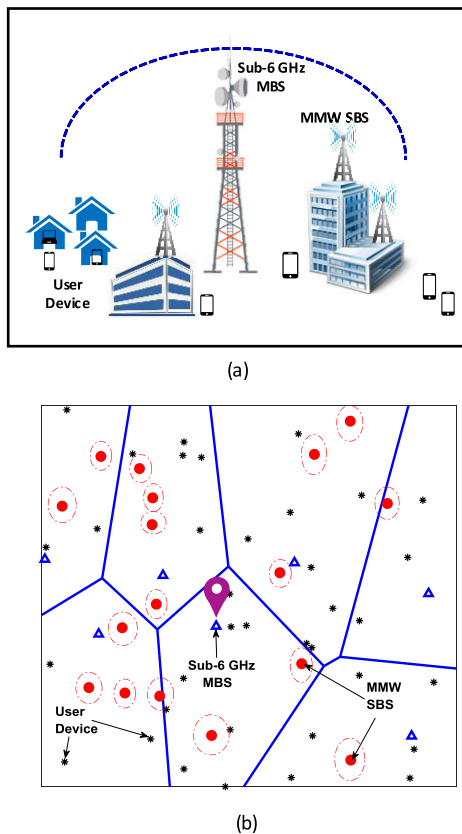 Sub-6 GHz
MBS
MMW SBS
User
Device
(a)
Sub-6 GHz
MBS
MMW
SBS
User
Device
(b)